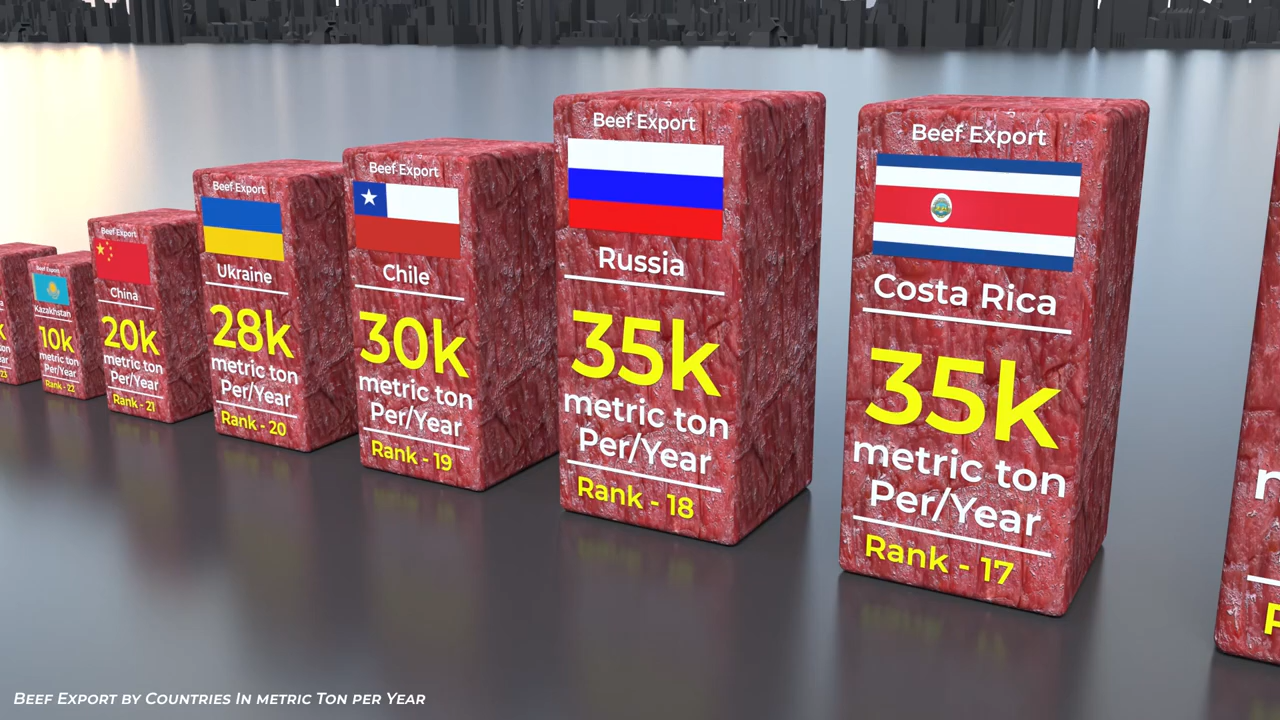 Beef Export
Kazakhstan
10k
metric ton
Per/Year
Rank - 22
Beef Export
China
20k
metric ton
Per/Year
Rank - 21
Beef Export
Ukraine
28k
metric ton
Per/Year
Rank - 20
Beef Export
Chile
30k
metric ton
Per/Year
Rank - 19
Beef Export
Russia
35k
metric ton
Per/Year
Rank - 18
Beef Export
Costa Rica
35k
metric ton
Per/Year
Rank - 17
Beef Export by Countries In metric Ton per Year